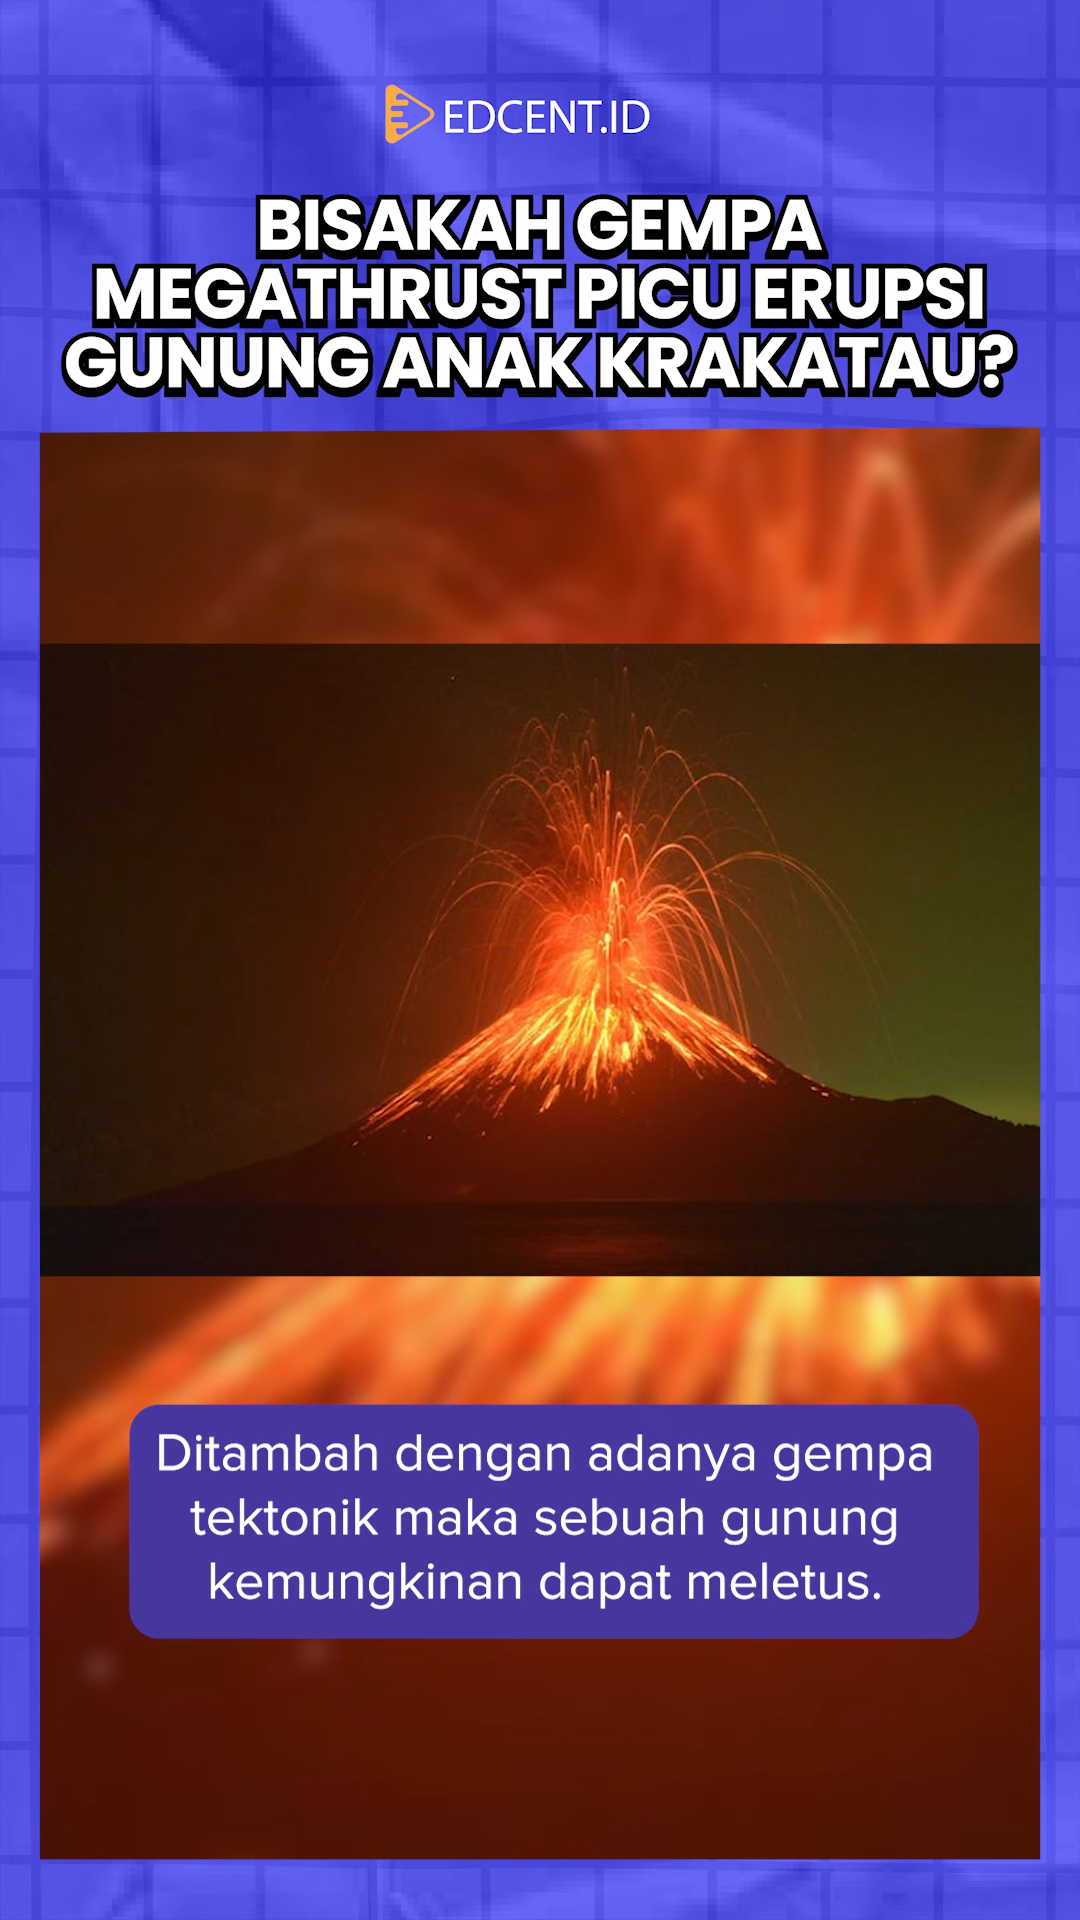 EDCENT.ID
BISAKAH GEMPA
MEGATHRUST PICU ERUPSI
GUNUNG ANAK KRAKATAU?
Ditambah dengan adanya gempa
tektonik maka sebuah gunung
kemungkinan dapat meletus.